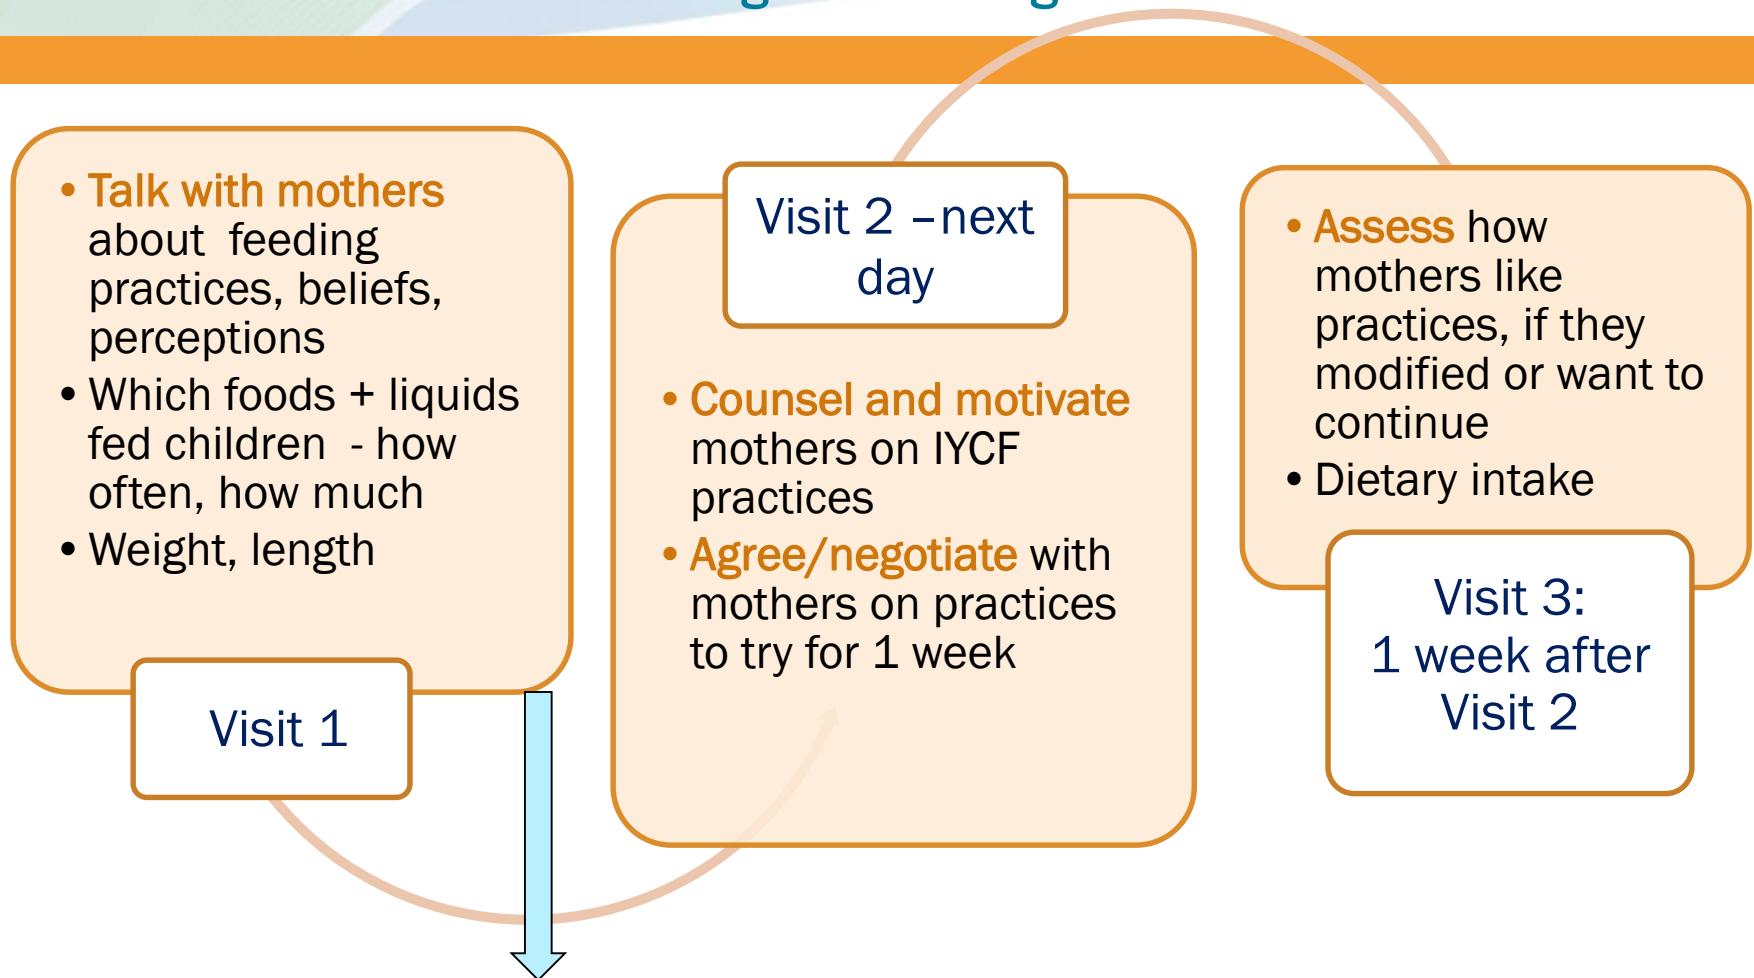 • Talk with mothers
about feeding
practices, beliefs,
perceptions
• Which foods + liquids
fed children - how
often, how much
• Weight, length
Visit 1
Visit 2 –next
day
• Counsel and motivate
mothers on IYCF
practices
• Agree/negotiate with
mothers on practices
to try for 1 week
• Assess how
mothers like
practices, if they
modified or want to
continue
• Dietary intake
Visit 3:
1 week after
Visit 2